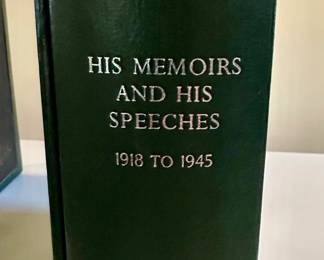 HIS MEMOIRS
AND HIS
SPEECHES
1918 TO 1945